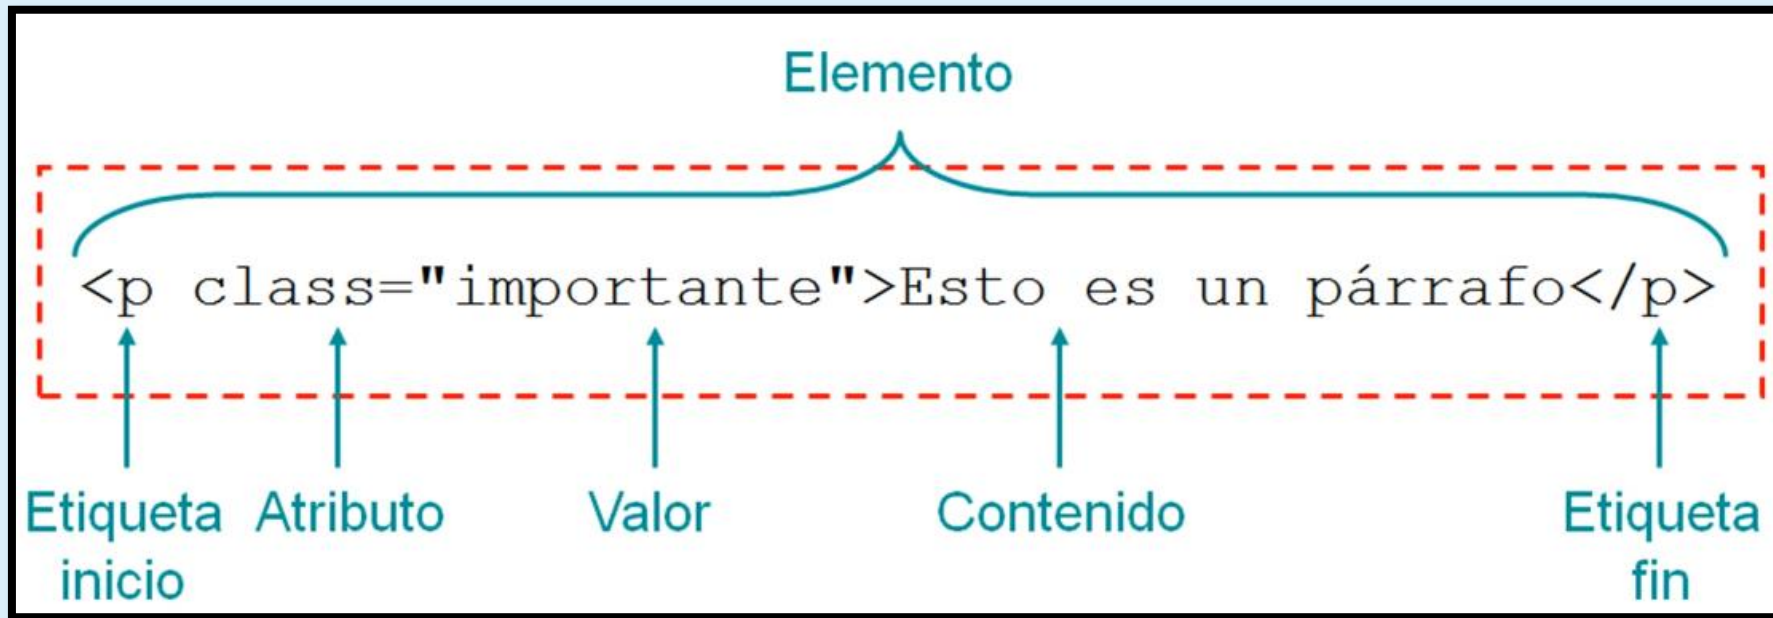 Elemento
<p class="importante">Esto es un párrafo</p>
Etiqueta Atributo Valor Contenido Etiqueta
inicio fin